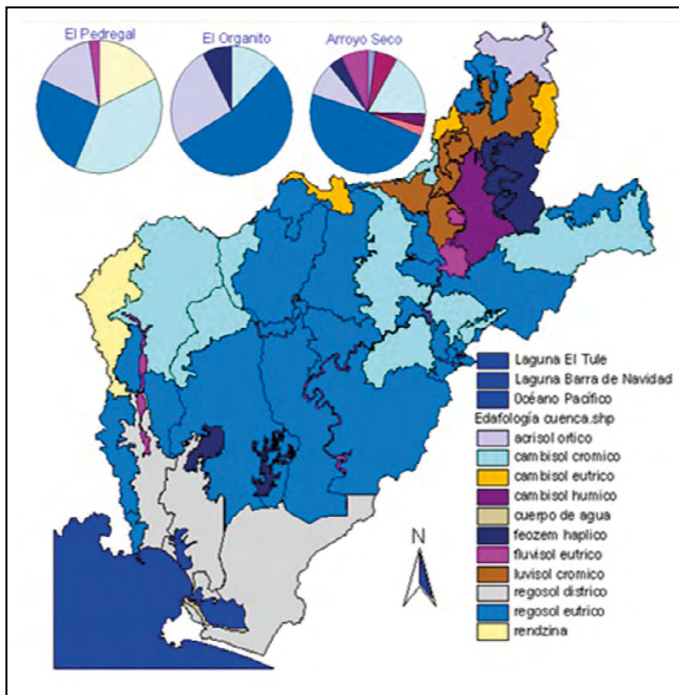 El Pedregal
El Organito
Arroyo Seco
Laguna El Tule
Laguna Barra de Navidad
Océano Pacífico
Edafología cuenca.shp
acrisol ortico
cambisol cromico
cambisol eutrico
cambisol humico
cuerpo de agua
feozem haplico
fluvisol eutrico
luvisol cromico
regosol districo
regosol eutrico
rendzina
N